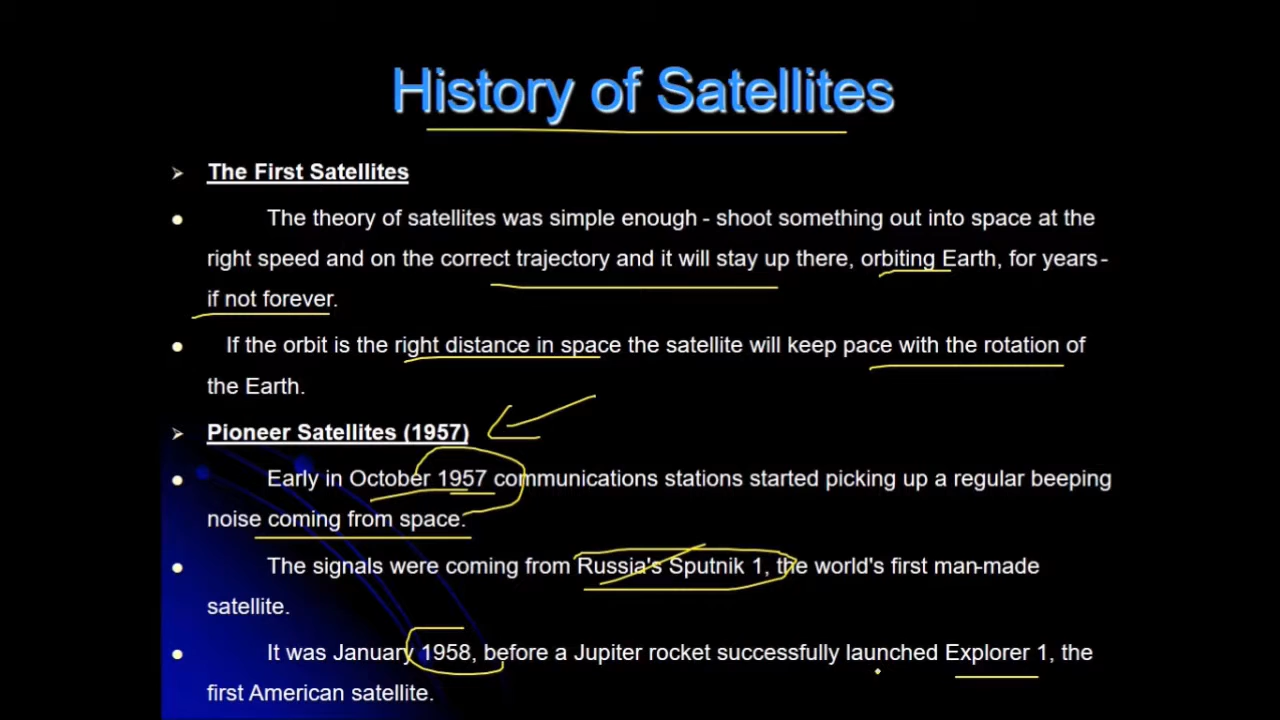 History of Satellites
The First Satellites
The theory of satellites was simple enough - shoot something out into space at the
right speed and on the correct trajectory and it will stay up there, orbiting Earth, for years-
if not forever.
If the orbit is the right distance in space the satellite will keep pace with the rotation of
the Earth.
Pioneer Satellites (1957)
Early in October 1957 communications stations started picking up a regular beeping
noise coming from space.
The signals were coming from Russia's Sputnik 1, the world's first man-made
satellite.
It was January 1958, before a Jupiter rocket successfully launched Explorer 1, the
first American satellite.